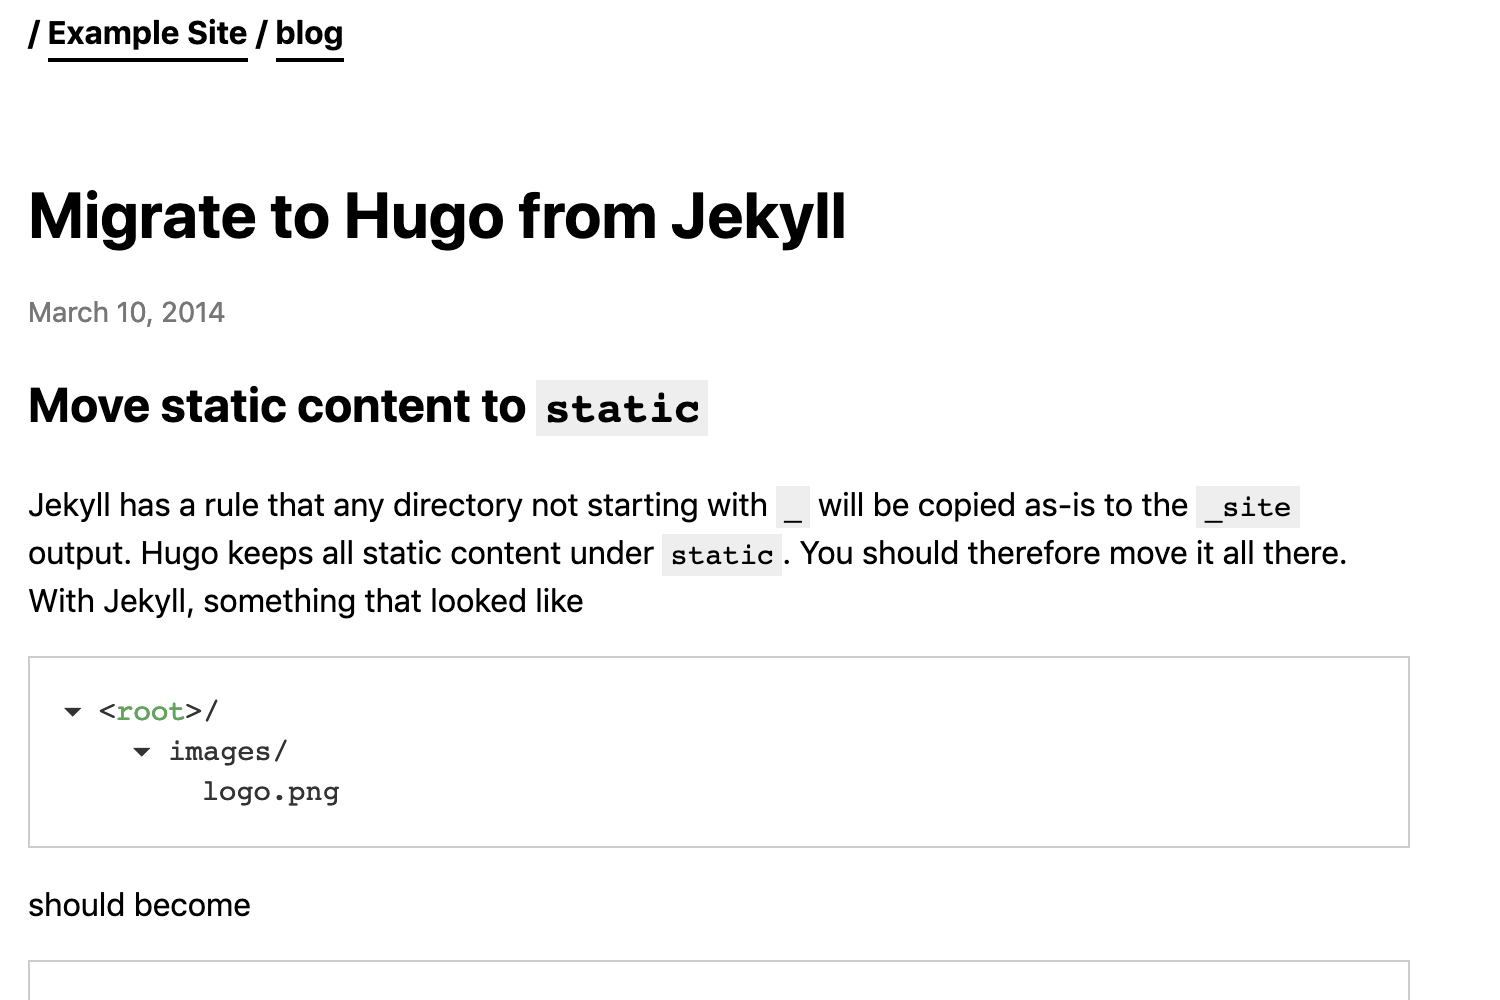 / Example Site / blog
Migrate to Hugo from Jekyll
March 10, 2014
Move static content to static
Jekyll has a rule that any directory not starting with _ will be copied as-is to the _site
output. Hugo keeps all static content under static. You should therefore move it all there.
With Jekyll, something that looked like
▾ <root>/
▾ images/
logo.png
should become